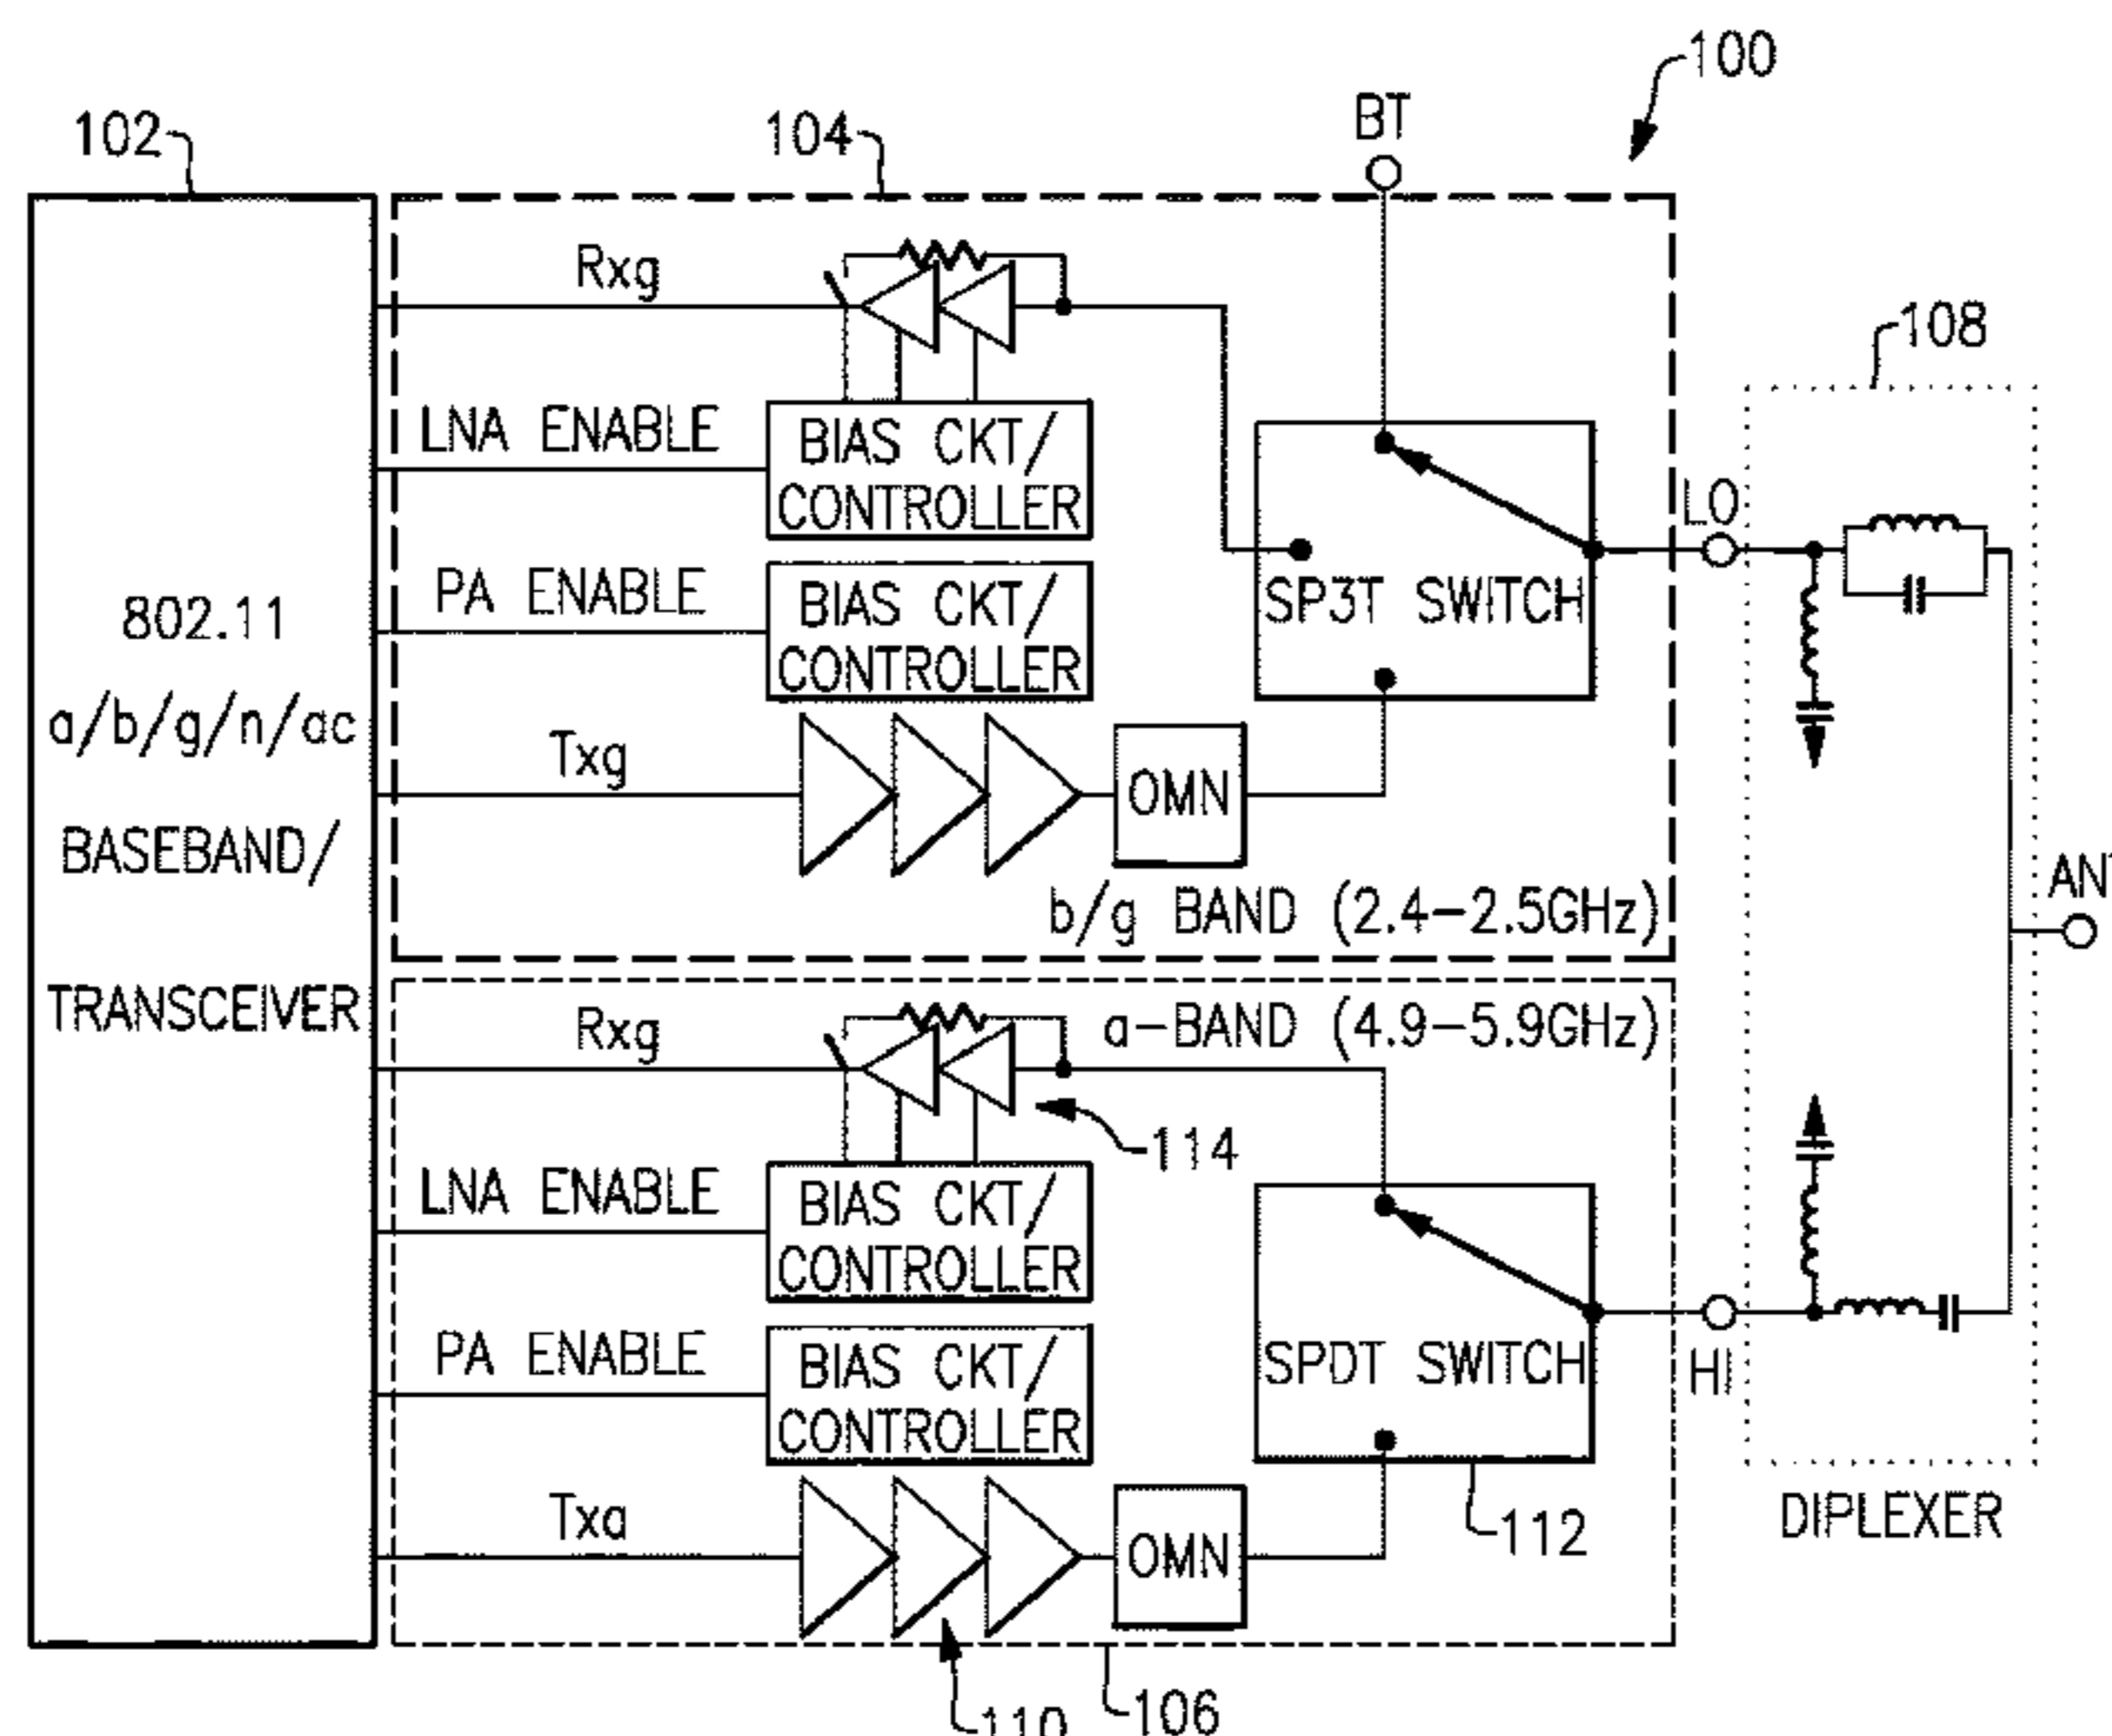 100
BT
102
104
Rxg
108
LNA ENABLE
BIAS CKT/
CONTROLLER
LO
PA ENABLE
BIAS CKT/
CONTROLLER
SP3T SWITCH
802.11
a/b/g/n/ac
BASEBAND/
TRANSCEIVER
Txg
OMN
b/g BAND (2.4-2.5GHz)
ANT
Rxg
a-BAND (4.9-5.9GHz)
114
LNA ENABLE
BIAS CKT/
CONTROLLER
PA ENABLE
BIAS CKT/
CONTROLLER
SPDT SWITCH
HI
Txa
OMN
112
DIPLEXER
110
106